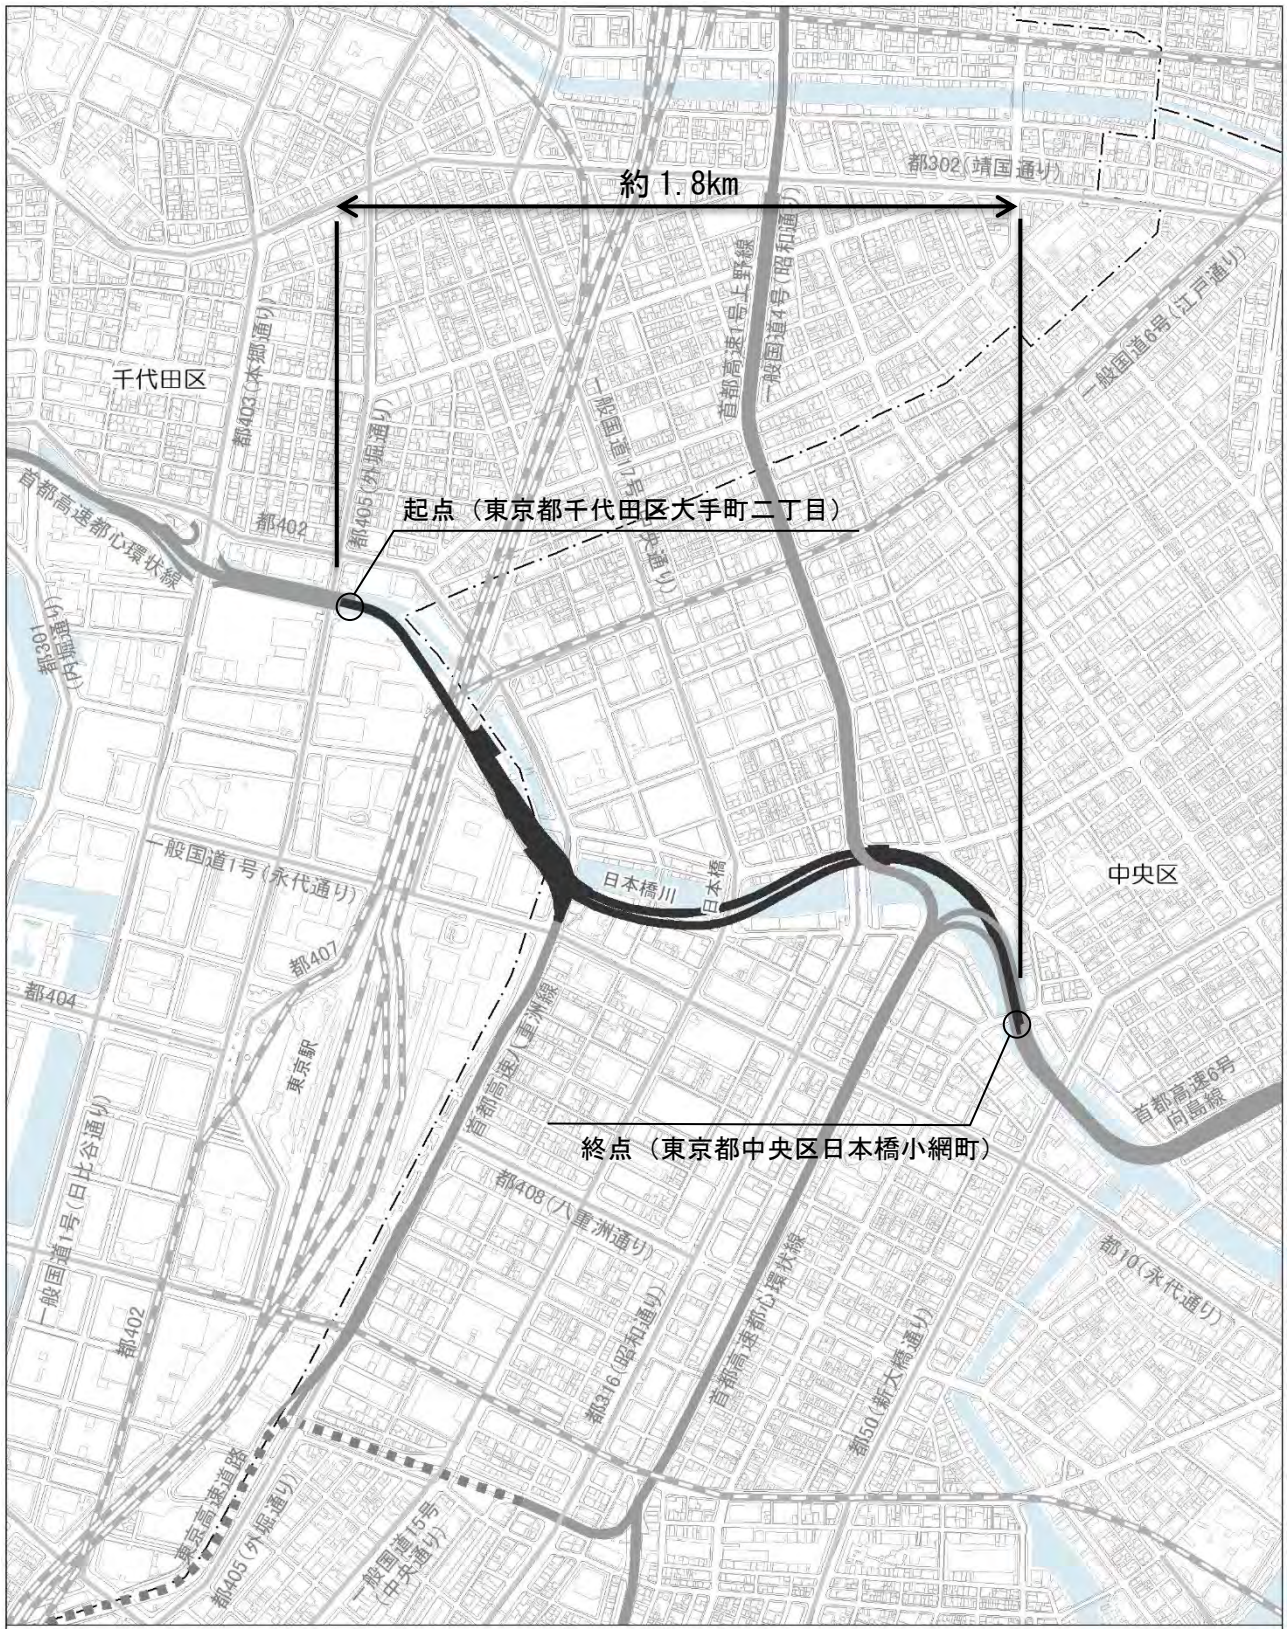 都302(靖国通り)
約1.8km
首都高速1号上野線
一般国道4号(昭和通り)
一般国道6号(江戸通り)
千代田区
都403(本郷通り)
都405(外堀通り)
一般国道17号(中央通り)
首都高速都心環状線
都402
起点（東京都千代田区大手町二丁目）
都301
(内堀通り)
一般国道1号(永代通り)
日本橋川
日本橋
中央区
都407
都404
東京駅
首都高速八重洲線
首都高速6号
向島線
終点（東京都中央区日本橋小網町）
一般国道1号(日比谷通り)
都408(八重洲通り)
都10(永代通り)
都402
都316(昭和通り)
首都高速都心環状線
都50(新大橋通り)
東京高速道路
都405(外堀通り)
一般国道15号
(中央通り)